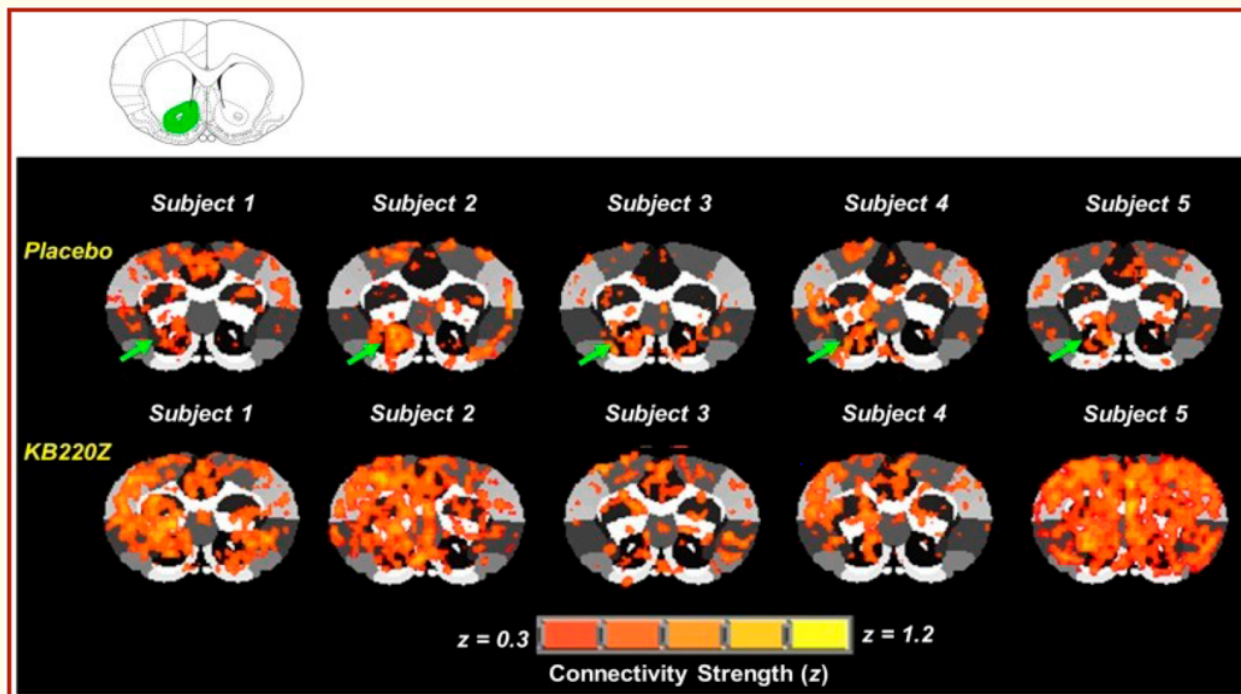 Subject 1 Subject 2 Subject 3 Subject 4 Subject 5
Placebo
Subject 1 Subject 2 Subject 3 Subject 4 Subject 5
KB220Z
z = 0.3 z = 1.2
Connectivity Strength (z)